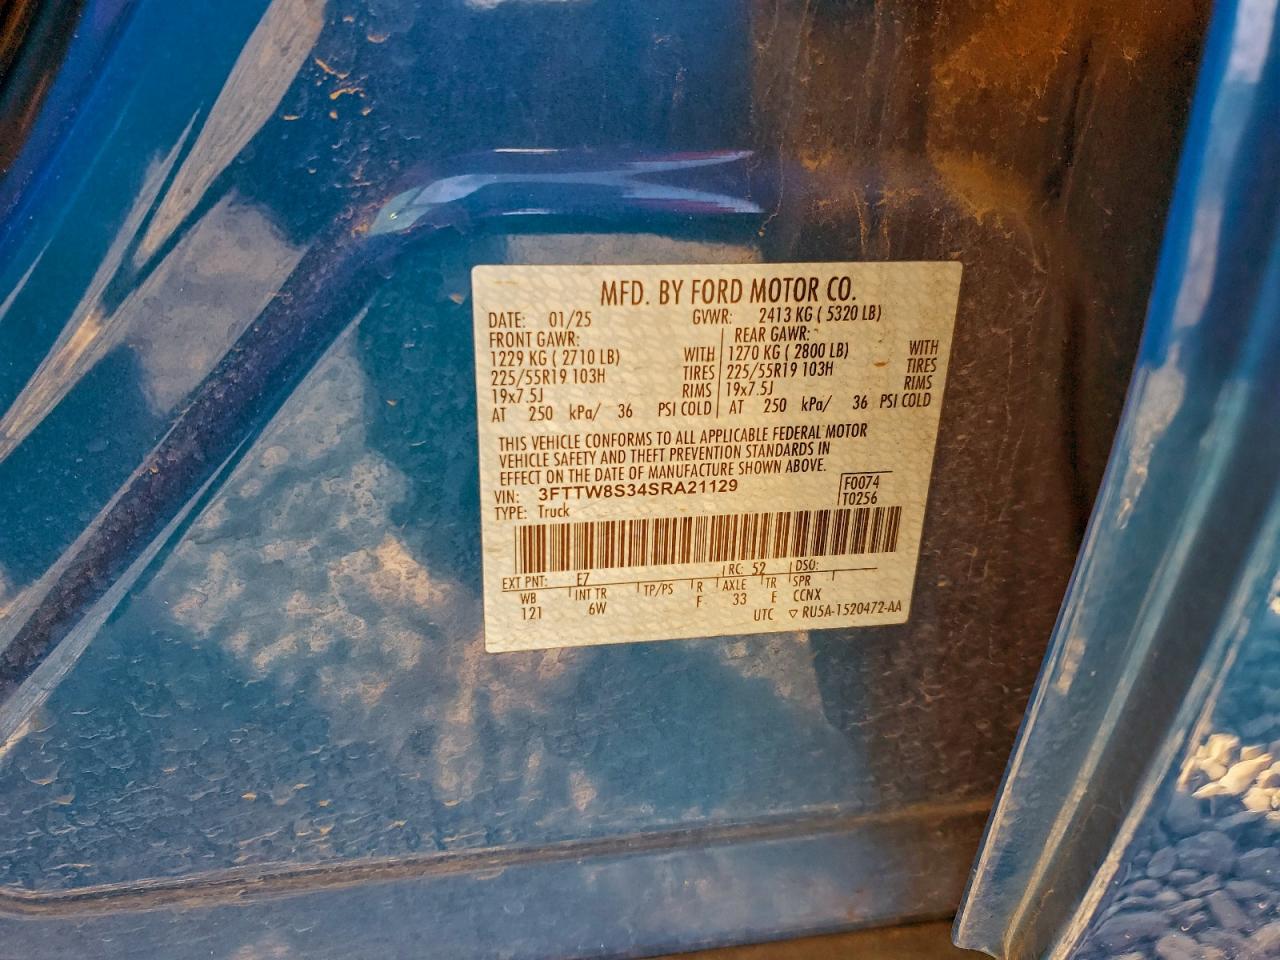 MFD. BY FORD MOTOR CO.
DATE: 01/25 GVWR: 2413 KG ( 5320 LB)
FRONT GAWR: REAR GAWR:
1229 KG ( 2710 LB) WITH 1270 KG ( 2800 LB) WITH
225/55R19 103H TIRES 225/55R19 103H TIRES
19x7.5J RIMS 19x7.5J RIMS
AT 250 kPa/ 36 PSI COLD AT 250 kPa/ 36 PSI COLD
THIS VEHICLE CONFORMS TO ALL APPLICABLE FEDERAL MOTOR
VEHICLE SAFETY AND THEFT PREVENTION STANDARDS IN
EFFECT ON THE DATE OF MANUFACTURE SHOWN ABOVE.
VIN: 3FTTW8S34SRA21129 F0074
TYPE: Truck T0256
EXT PNT: E7 RC: 52 DSO:
WB INT TR TP/PS R AXLE TR SPR
121 6W F 33 E CCNX
UTC ▽ RU5A-1520472-AA